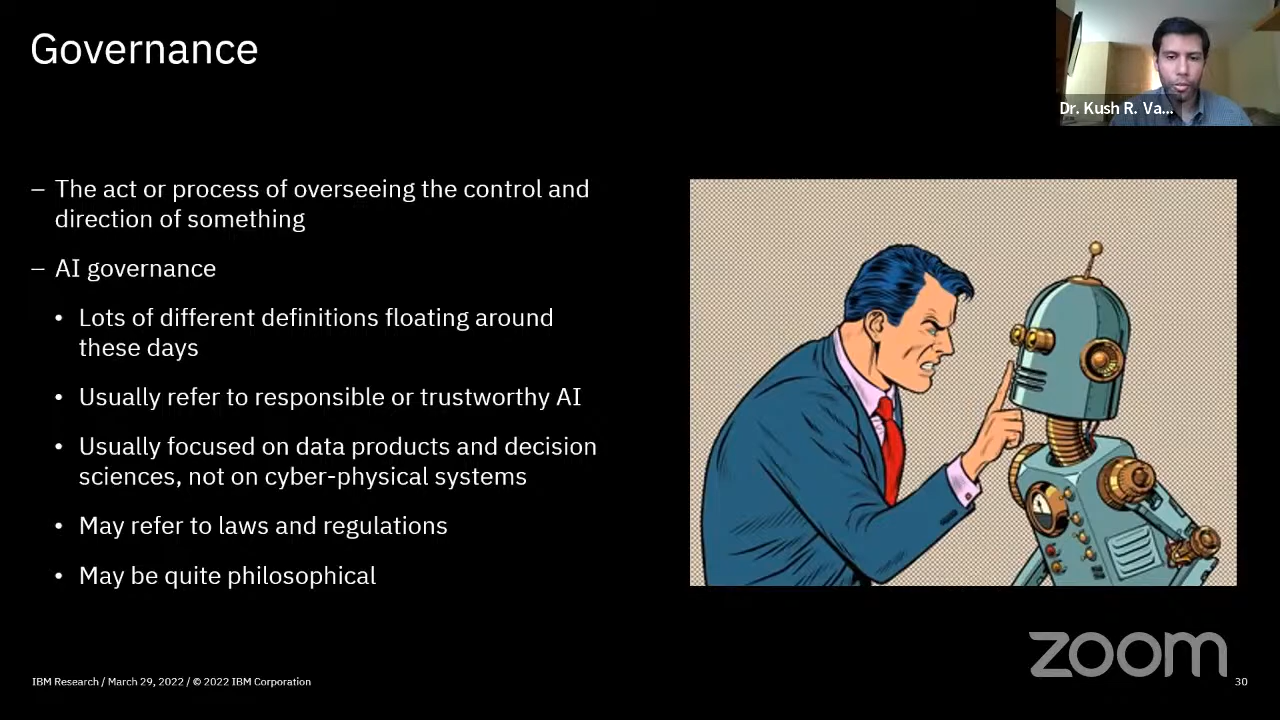 Governance
Dr. Kush R. Va...
– The act or process of overseeing the control and
direction of something
– AI governance
• Lots of different definitions floating around
these days
• Usually refer to responsible or trustworthy AI
• Usually focused on data products and decision
sciences, not on cyber-physical systems
• May refer to laws and regulations
• May be quite philosophical
zoom
IBM Research / March 29, 2022 / © 2022 IBM Corporation
30